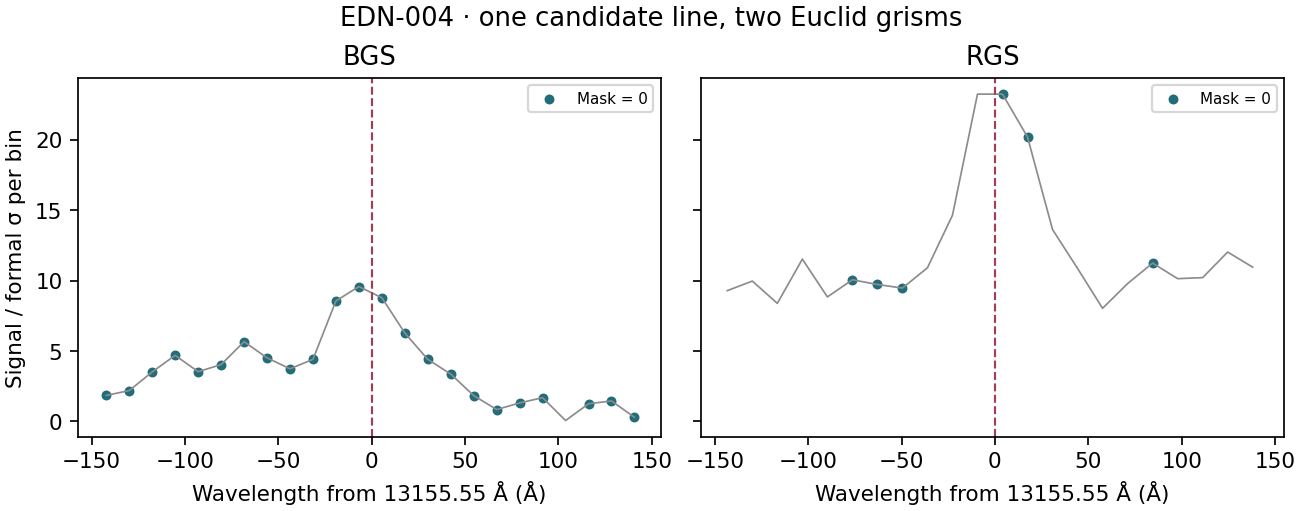 EDN-004 · one candidate line, two Euclid grisms
BGS
RGS
Signal / formal σ per bin
20
15
10
5
0
Mask = 0
Mask = 0
−150 −100 −50 0 50 100 150
−150 −100 −50 0 50 100 150
Wavelength from 13155.55 Å (Å)
Wavelength from 13155.55 Å (Å)